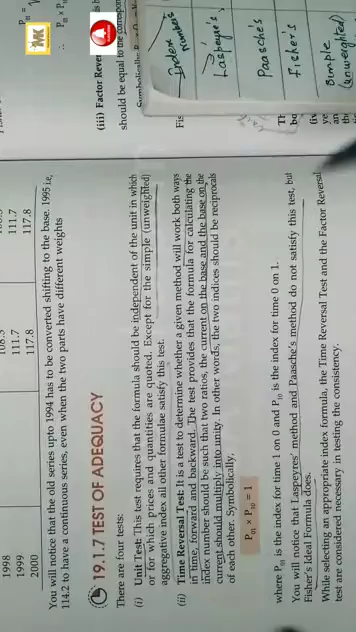 1998 108.3
1999 111.7 111.7
2000 117.8 117.8
You will notice that the old series upto 1994 has to be converted shifting to the base. 1995 i.e,
114.2 to have a continuous series, even when the two parts have different weights
19.1.7 TEST OF ADEQUACY
There are four tests:
(i) Unit Test: This test requires that the formula should be independent of the unit in which
or for which prices and quantities are quoted. Except for the simple (unweighted)
aggregative index all other formulae satisfy this test.
(ii) Time Reversal Test: It is a test to determine whether a given method will work both ways
in time, forward and backward. The test provides that the formula for calculating the
index number should be such that two ratios, the current on the base and the base on the
current should multiply into unity. In other words, the two indices should be reciprocals
of each other. Symbolically,
P₀₁ × P₁₀ = 1
where P₀₁ is the index for time 1 on 0 and P₁₀ is the index for time 0 on 1.
You will notice that Laspeyres' method and Paasche's method do not satisfy this test, but
Fisher's Ideal Formula does.
While selecting an appropriate index formula, the Time Reversal Test and the Factor Reversal
test are considered necessary in testing the consistency.
MK
(iii) Factor Rever
should be equal to the
Symbolically
Fis
Index Numbers
Laspeyre's
Paasche's
Fishers
Simple
(unweighted)